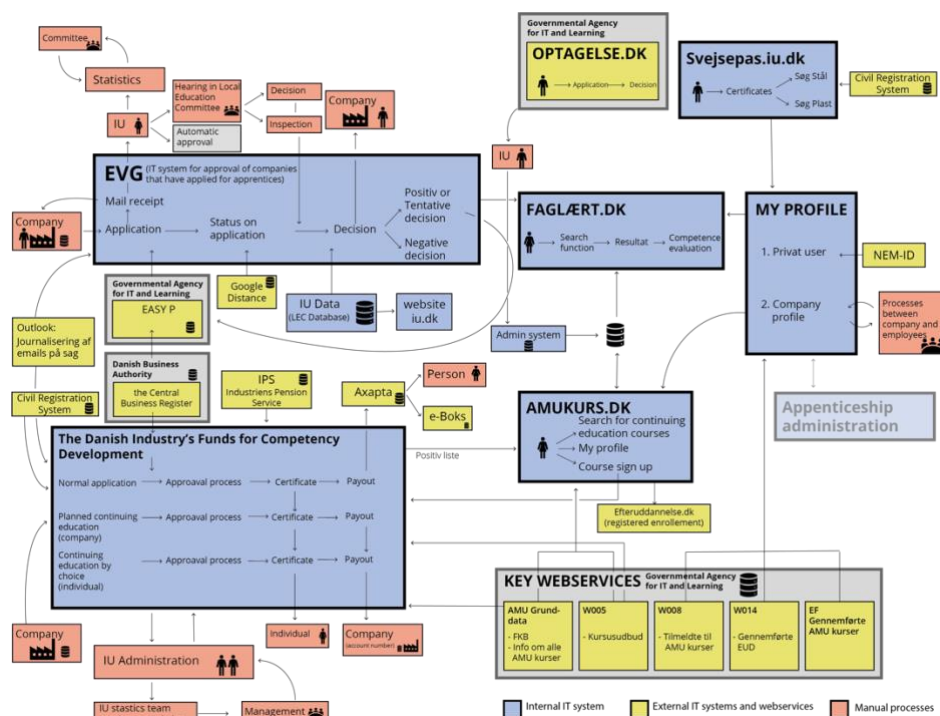 Committee
Statistics
IU
Hearing in Local
Education
Committee
Automatic
approval
Decision
Inspection
Company
Governmental Agency
for IT and Learning
OPTAGELSE.DK
Application
Decision
Svejsepas.iu.dk
Certificates
Søg Stål
Søg Plast
Civil Registration
System
IU
EVG (IT system for approval of companies
that have applied for apprentices)
Mail receipt
Application
Status on
application
Decision
Positiv or
Tentative
decision
Negative
decision
Company
FAGLÆRT.DK
Search
function
Resultat
Competence
evaluation
MY PROFILE
1. Privat user
2. Company
profile
NEM-ID
Processes
between
company and
employees
Governmental Agency
for IT and Learning
EASY P
Google
Distance
IU Data
(LEC Database)
website
iu.dk
Admin system
Outlook:
Journalisering af
emails på sag
Danish Business
Authority
the Central
Business Register
IPS
Industriens Pension
Service
Axapta
Person
e-Boks
Civil Registration
System
Appenticeship
administration
AMUKURS.DK
Search for continuing
education courses
My profile
Course sign up
The Danish Industry's Funds for Competency
Development
Positiv liste
Normal application
Approaval process
Certificate
Payout
Planned continuing
education
(company)
Approaval process
Certificate
Payout
Continuing
education by
choice
(individual)
Approaval process
Certificate
Payout
Efteruddannelse.dk
(registered enrollement)
KEY WEBSERVICES
Governmental Agency
for IT and Learning
AMU Grund-
data
- FKB
- Info om alle
AMU kurser
W005
- Kursusudbud
W008
- Tilmeldte til
AMU kurser
W014
- Gennemførte
EUD
EF
Gennemførte
AMU kurser
Company
Individual
Company
(account number)
IU Administration
IU stastics team
Management
Internal IT system
External IT systems and webservices
Manual processes